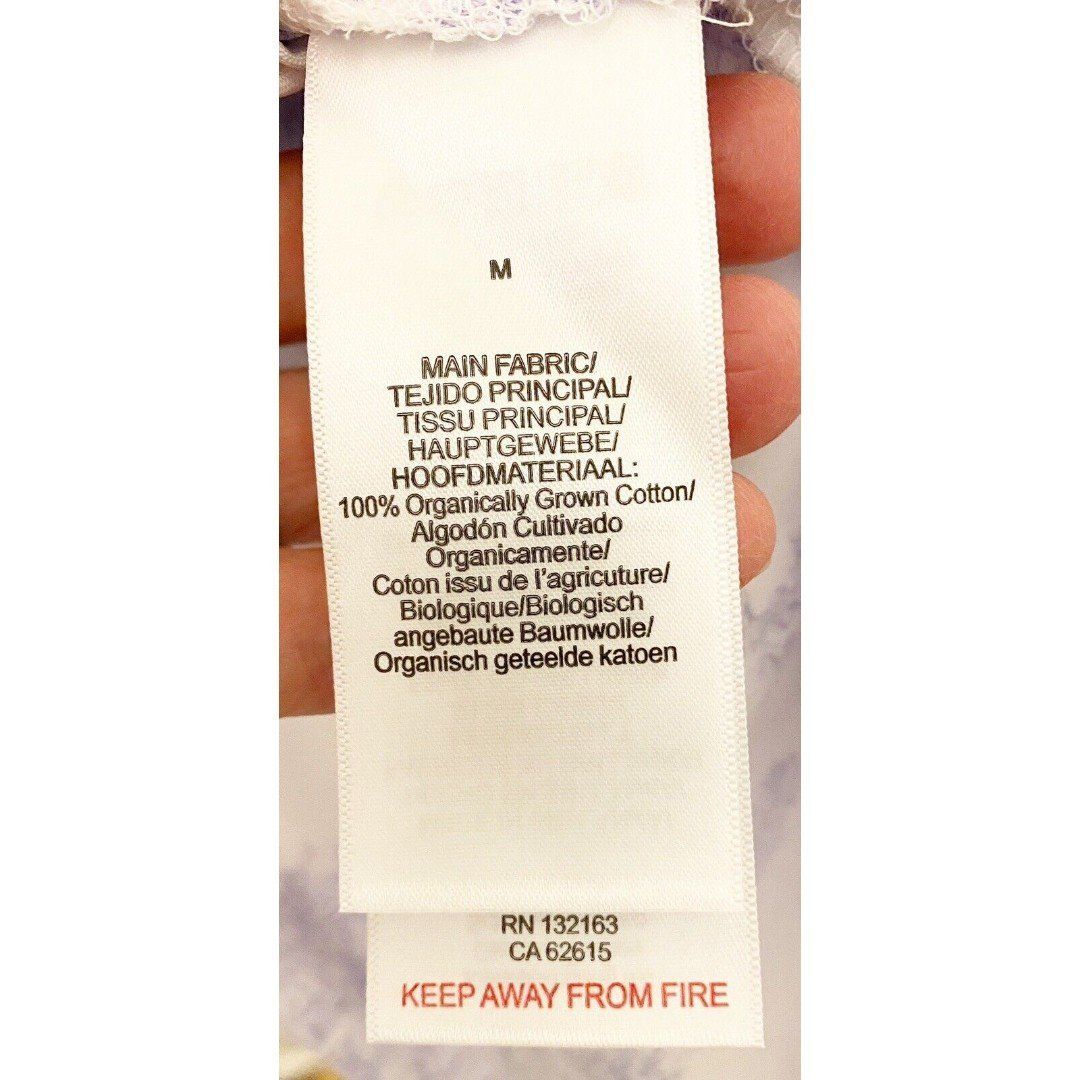 M
MAIN FABRIC/
TEJIDO PRINCIPAL/
TISSU PRINCIPAL/
HAUPTGEWEBE/
HOOFDMATERIAAL:
100% Organically Grown Cotton/
Algodón Cultivado
Organicamente/
Coton issu de l'agricuture/
Biologique/Biologisch
angebaute Baumwolle/
Organisch geteelde katoen
RN 132163
CA 62615
KEEP AWAY FROM FIRE